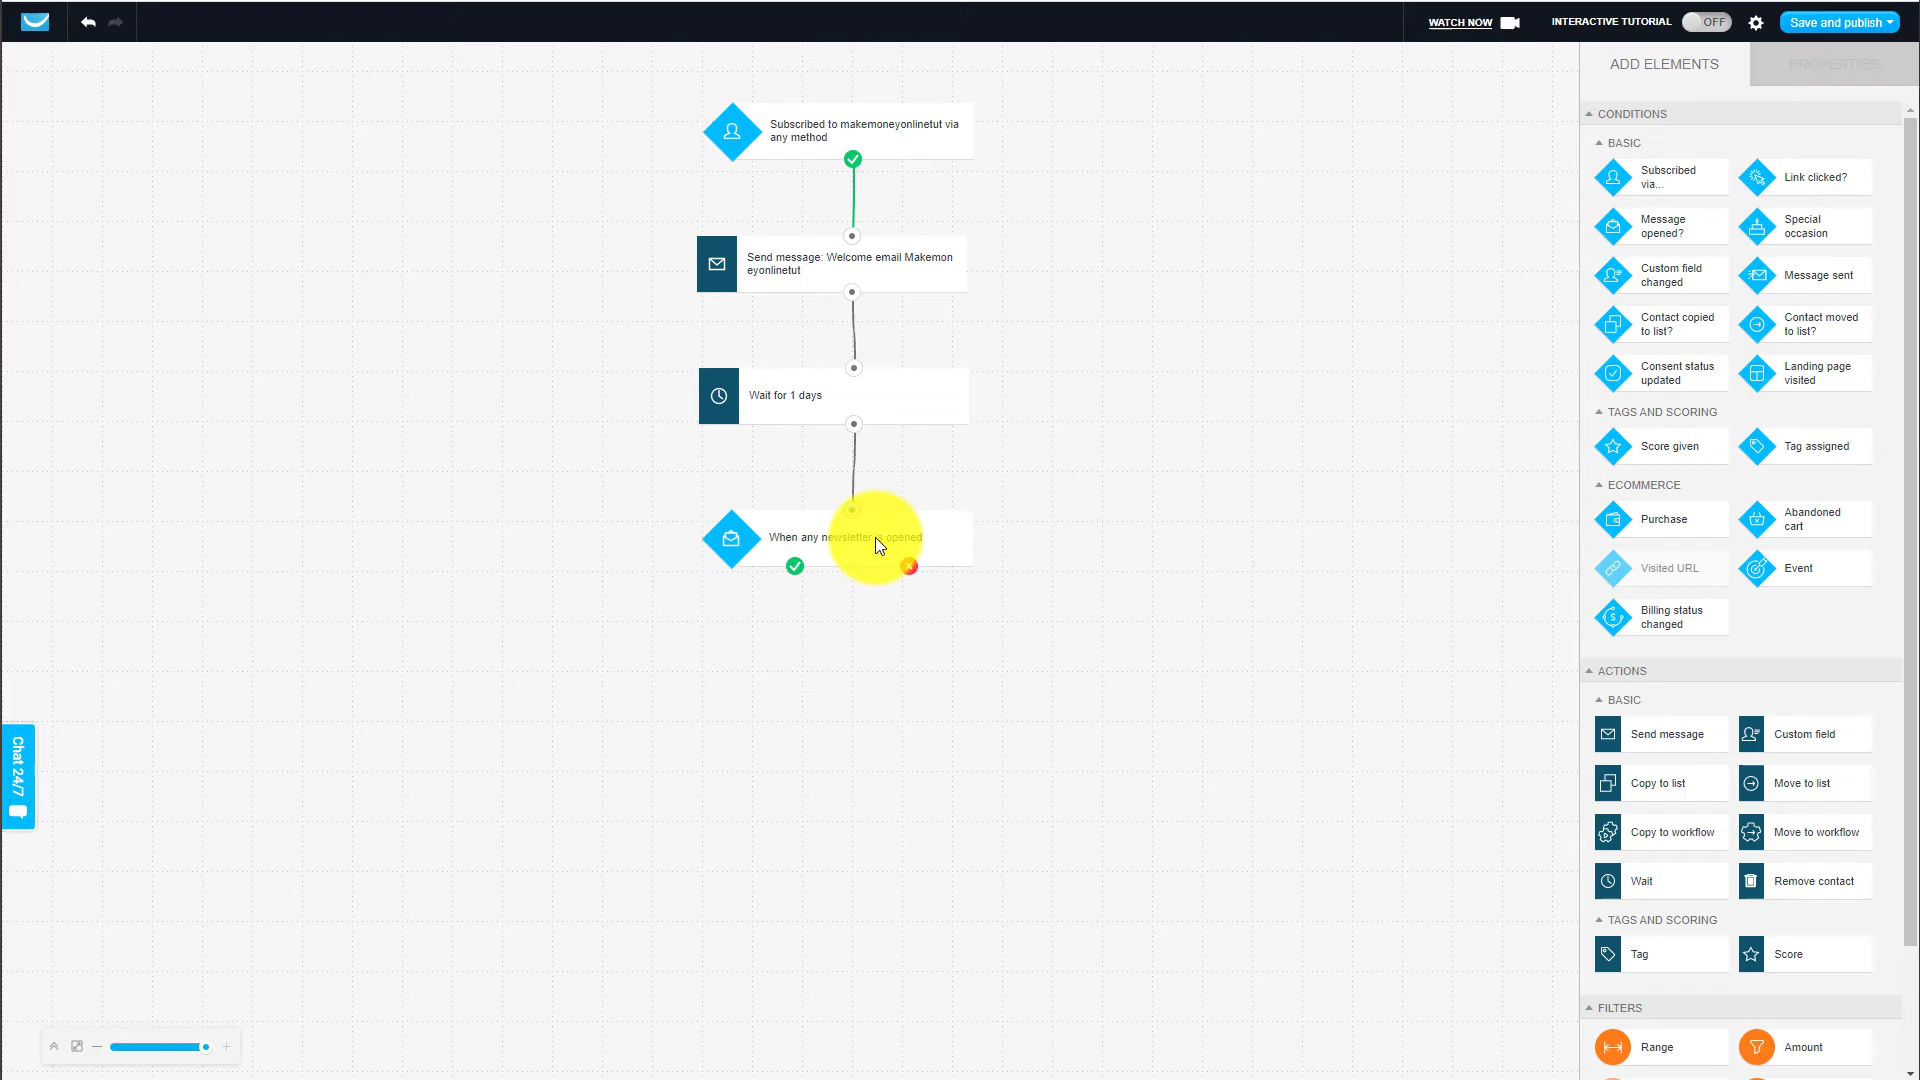 WATCH NOW
INTERACTIVE TUTORIAL
OFF
Save and publish
ADD ELEMENTS
PROPERTIES
Subscribed to makemoneyonlinetut via
any method
Send message: Welcome email Makemon
eyonlinetut
Wait for 1 days
When any newsletter is opened
Chat 24/7
CONDITIONS
BASIC
Subscribed
via...
Link clicked?
Message
opened?
Special
occasion
Custom field
changed
Message sent
Contact copied
to list?
Contact moved
to list?
Consent status
updated
Landing page
visited
TAGS AND SCORING
Score given
Tag assigned
ECOMMERCE
Purchase
Abandoned
cart
Visited URL
Event
Billing status
changed
ACTIONS
BASIC
Send message
Custom field
Copy to list
Move to list
Copy to workflow
Move to workflow
Wait
Remove contact
TAGS AND SCORING
Tag
Score
FILTERS
Range
Amount